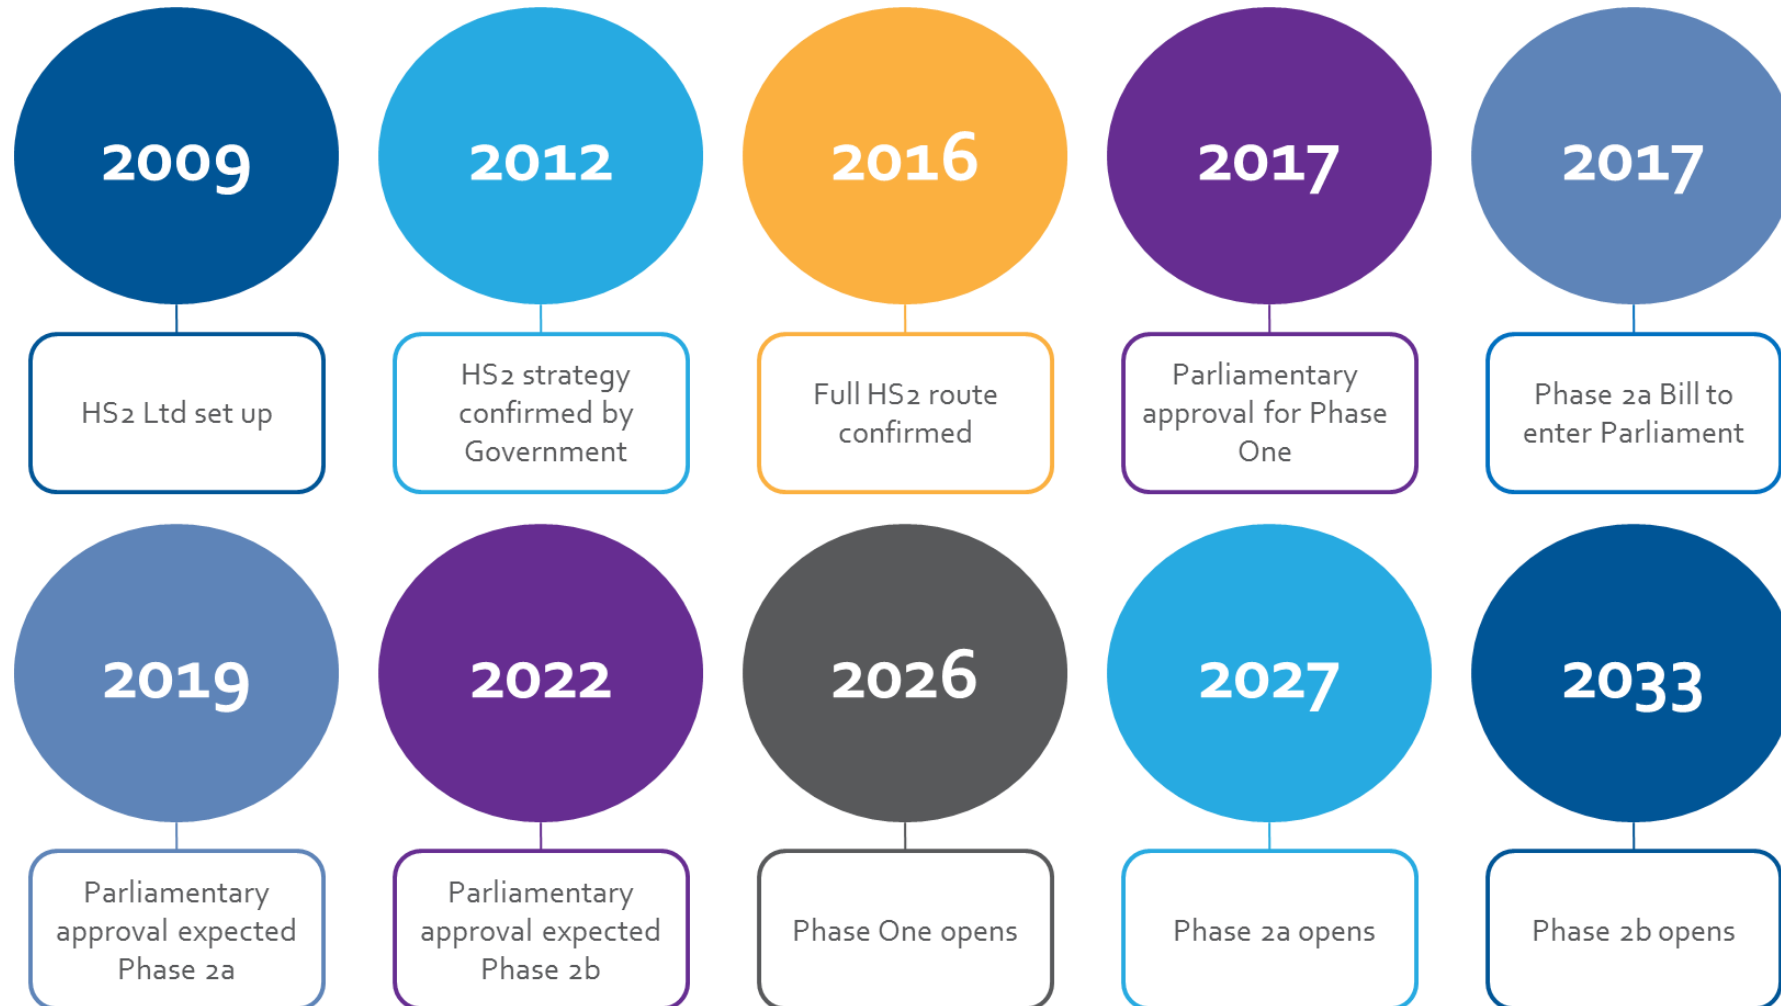 2009
HS2 Ltd set up
2012
HS2 strategy
confirmed by
Government
2016
Full HS2 route
confirmed
2017
Parliamentary
approval for Phase
One
2017
Phase 2a Bill to
enter Parliament
2019
Parliamentary
approval expected
Phase 2a
2022
Parliamentary
approval expected
Phase 2b
2026
Phase One opens
2027
Phase 2a opens
2033
Phase 2b opens